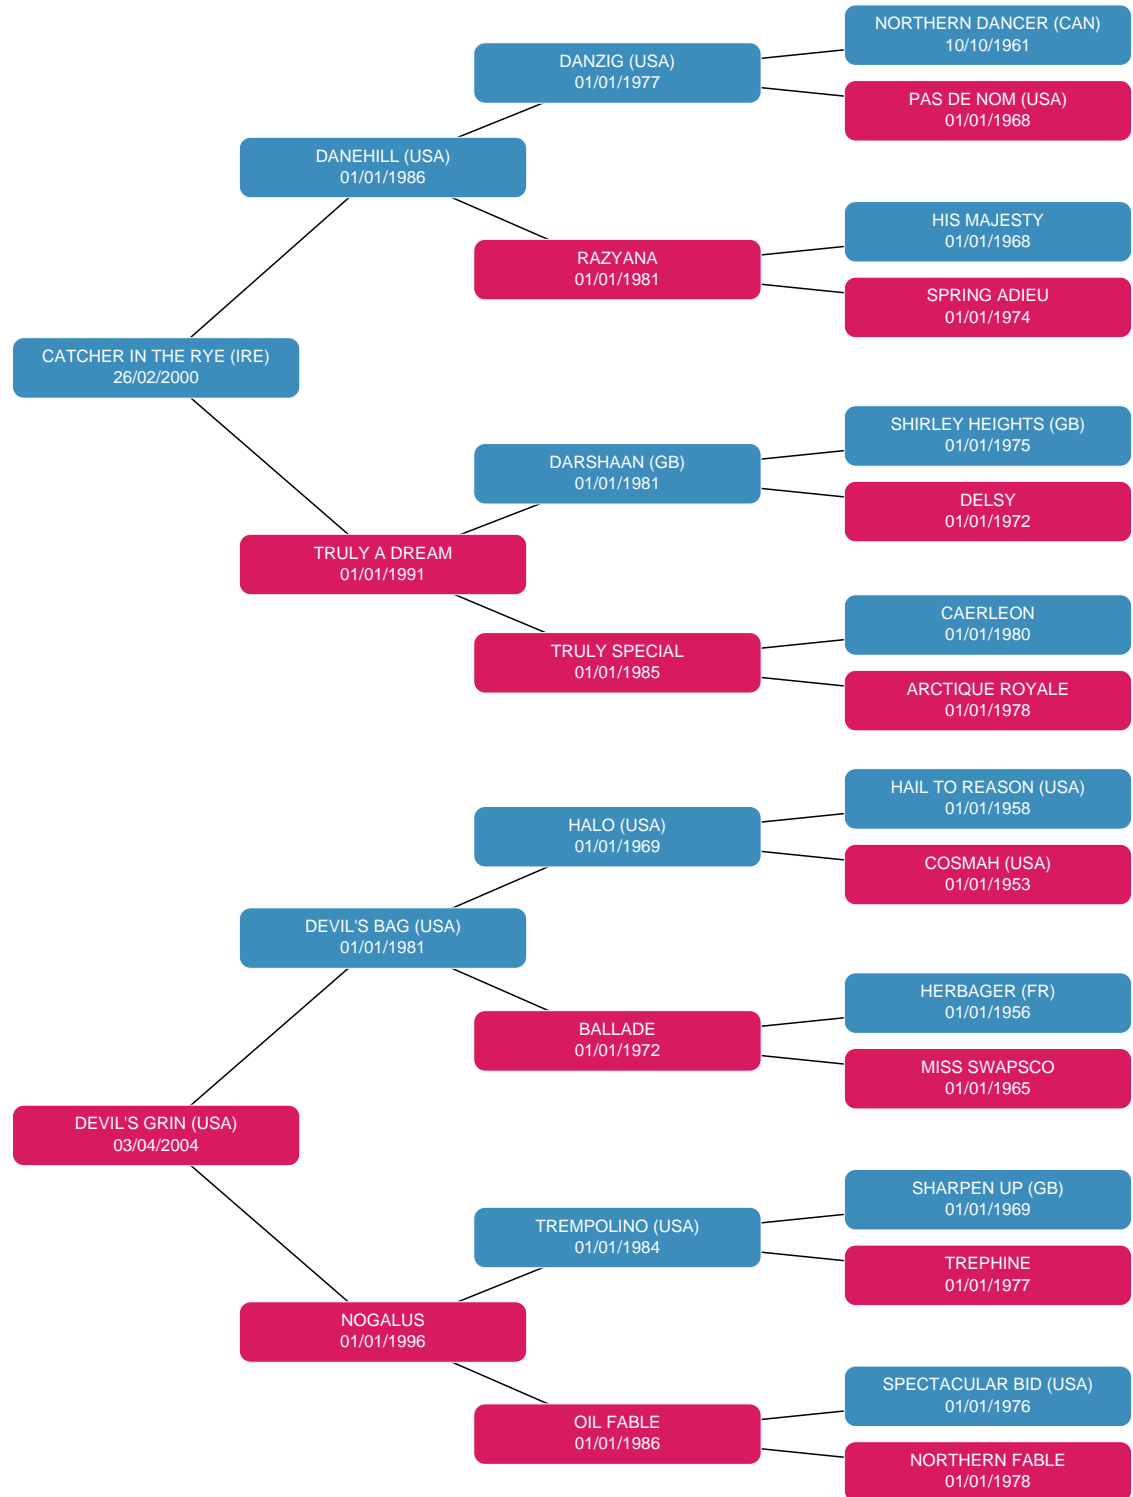 NORTHERN DANCER (CAN)
10/10/1961
DANZIG (USA)
01/01/1977
PAS DE NOM (USA)
01/01/1968
DANEHILL (USA)
01/01/1986
HIS MAJESTY
01/01/1968
RAZYANA
01/01/1981
SPRING ADIEU
01/01/1974
CATCHER IN THE RYE (IRE)
26/02/2000
SHIRLEY HEIGHTS (GB)
01/01/1975
DARSHAAN (GB)
01/01/1981
DELSY
01/01/1972
TRULY A DREAM
01/01/1991
CAERLEON
01/01/1980
TRULY SPECIAL
01/01/1985
ARCTIQUE ROYALE
01/01/1978
HAIL TO REASON (USA)
01/01/1958
HALO (USA)
01/01/1969
COSMAH (USA)
01/01/1953
DEVIL'S BAG (USA)
01/01/1981
HERBAGER (FR)
01/01/1956
BALLADE
01/01/1972
MISS SWAPSCO
01/01/1965
DEVIL'S GRIN (USA)
03/04/2004
SHARPEN UP (GB)
01/01/1969
TREMPOLINO (USA)
01/01/1984
TREPHINE
01/01/1977
NOGALUS
01/01/1996
SPECTACULAR BID (USA)
01/01/1976
OIL FABLE
01/01/1986
NORTHERN FABLE
01/01/1978